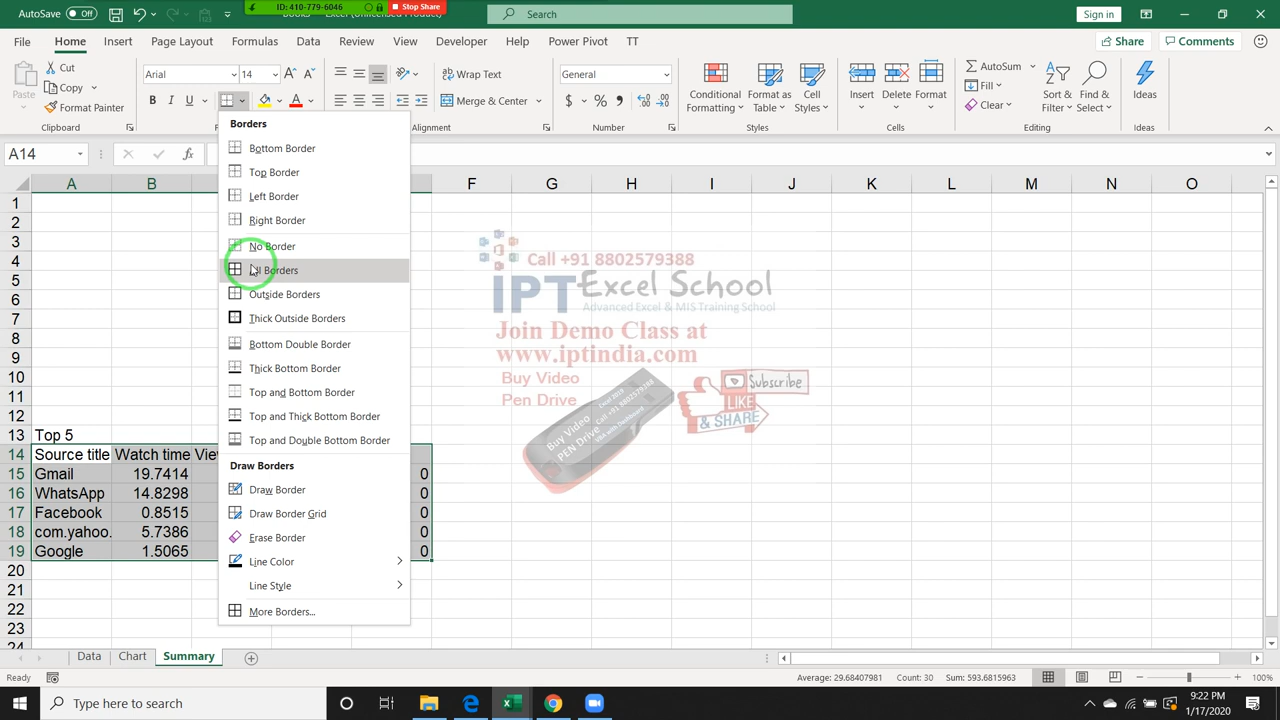 AutoSave Off
ID: 410-779-6046
Stop Share
Search
Sign in
File Home Insert Page Layout Formulas Data Review View Developer Help Power Pivot TT
Share Comments
Cut
Copy
Format Painter
Paste
Clipboard
Arial 14
B I U
Wrap Text
Merge & Center
Alignment
General
Number
Conditional Formatting
Format as Table
Cell Styles
Styles
Insert Delete Format
Cells
AutoSum
Fill
Clear
Sort & Filter
Find & Select
Editing
Ideas
Ideas
A14
fx
A B F G H I J K L M N O
1
2
3
4
5
6
7
8
9
10
11
12
13 Top 5
14 Source title Watch time
15 Gmail 19.7414 0
16 WhatsApp 14.8298 0
17 Facebook 0.8515 0
18 com.yahoo. 5.7386 0
19 Google 1.5065 0
20
21
22
23
24
Borders
Bottom Border
Top Border
Left Border
Right Border
No Border
Borders
Outside Borders
Thick Outside Borders
Bottom Double Border
Thick Bottom Border
Top and Bottom Border
Top and Thick Bottom Border
Top and Double Bottom Border
Draw Borders
Draw Border
Draw Border Grid
Erase Border
Line Color
Line Style
More Borders...
Call +91 8802579388
IPT Excel School
Advanced Excel & MIS Training School
Join Demo Class at
www.iptindia.com
Buy Video
Pen Drive
Subscribe
LIKE
& SHARE
Buy Video
PEN Drive
Call +91 8802579388
Data Chart Summary
Ready
Average: 29.68407981 Count: 30 Sum: 593.6815963
100%
Type here to search
9:22 PM
1/17/2020